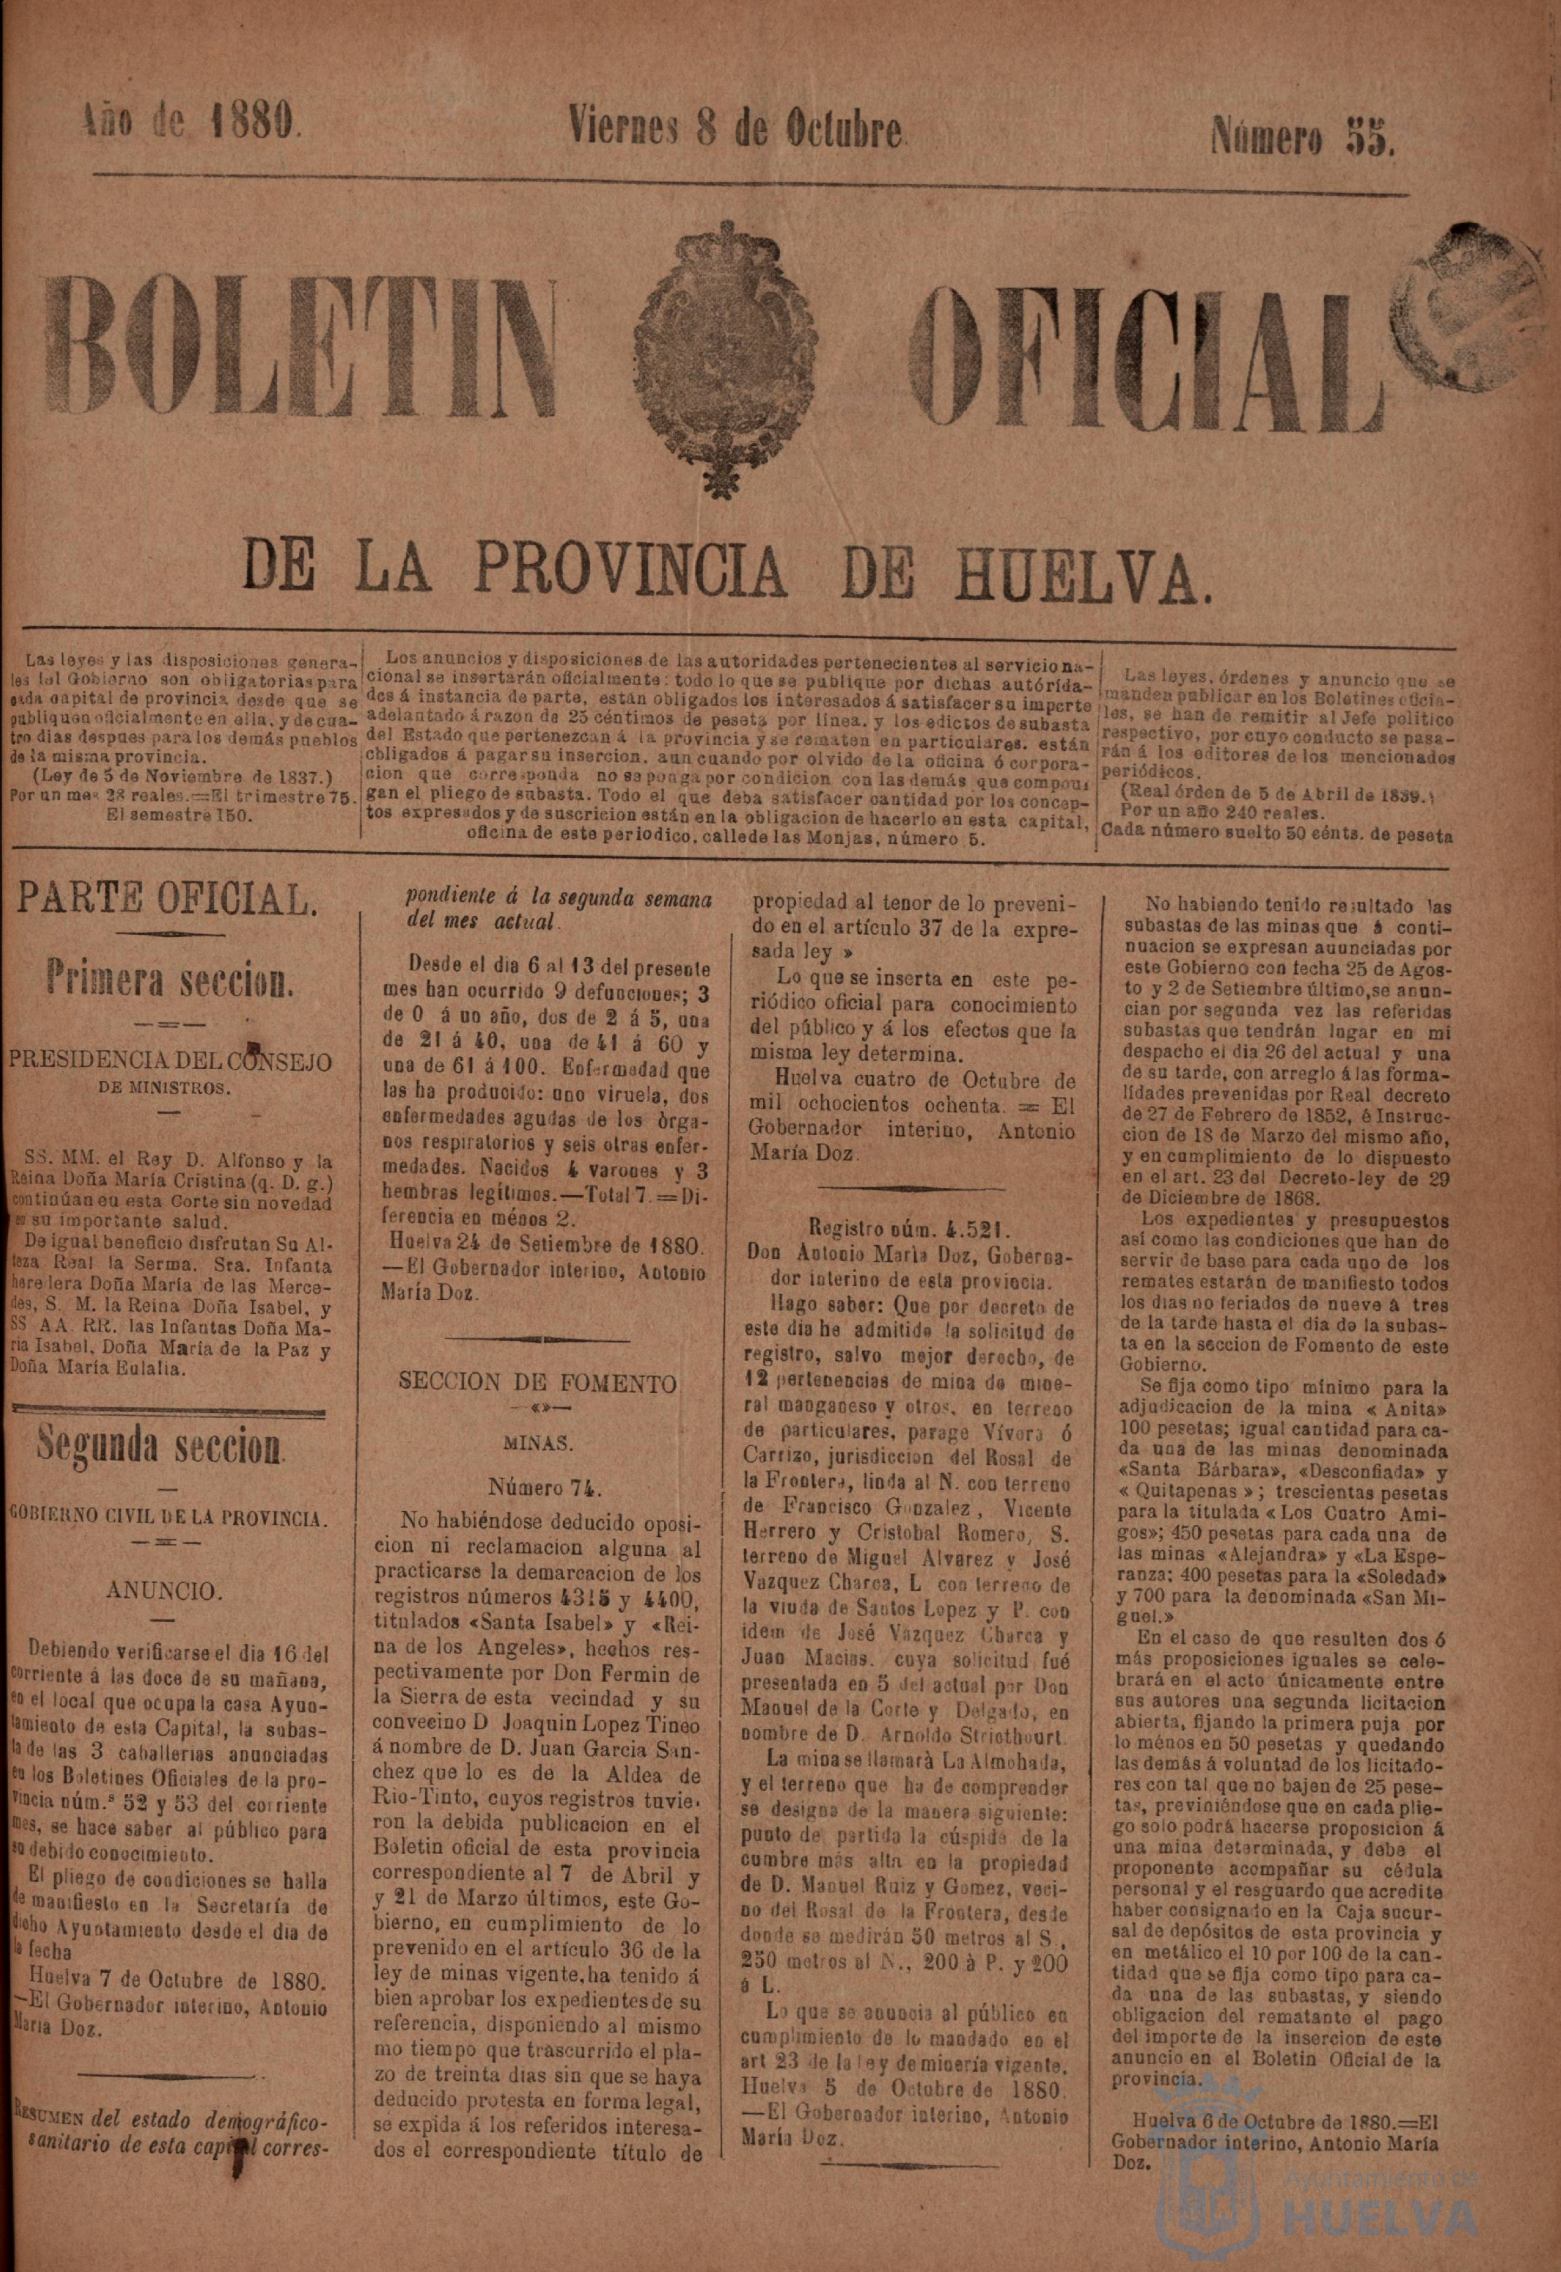 Año de 1880.
Viernes 8 de Octubre.
Número 55.
BOLETIN OFICIAL
DE LA PROVINCIA DE HUELVA.
Las leyes y las disposiciones genera-
les del Gobierno son obligatorias para
cada capital de provincia desde que se
publiquen oficialmente en ella, y de cua-
tro dias despues para los demás pueblos
de la misma provincia.
(Ley de 5 de Noviembre de 1837.)
Por un mes 28 reales.=El trimestre 75.
El semestre 150.
Los anuncios y disposiciones de las autoridades pertenecientes al servicio na-
cional se insertarán oficialmente: todo lo que se publique por dichas autórida-
des á instancia de parte, están obligados los interesados á satisfacer su importe
adelantado á razon de 25 céntimos de peseta por línea. y los edictos de subasta
del Estado que pertenezcan á la provincia y se rematen en particulares. están
obligados á pagar su insercion. aun cuando por olvido de la oficina ó corpora-
cion que corresponda no se ponga por condicion con las demás que compon-
gan el pliego de subasta. Todo el que deba satisfacer cantidad por los concep-
tos expresados y de suscricion están en la obligacion de hacerlo en esta capital,
oficina de este periodico, calle de las Monjas, número 5.
Las leyes, órdenes y anuncio que se
manden publicar en los Boletines oficia-
les, se han de remitir al Jefe politico
respectivo, por cuyo conducto se pasa-
rán á los editores de los mencionados
periódicos.
(Real órden de 5 de Abril de 1839.)
Por un año 240 reales.
Cada número suelto 50 cénts. de peseta
PARTE OFICIAL.
Primera seccion.
PRESIDENCIA DEL CONSEJO
DE MINISTROS.
SS. MM. el Rey D. Alfonso y la
Reina Doña María Cristina (q. D. g.)
continúan en esta Corte sin novedad
en su importante salud.
De igual beneficio disfrutan Su Al-
teza Real la Serma. Sra. Infanta
heredera Doña María de las Merce-
des, S. M. la Reina Doña Isabel, y
SS AA. RR. las Infantas Doña Ma-
ria Isabel, Doña María de la Paz y
Doña María Eulalia.
Segunda seccion.
GOBIERNO CIVIL DE LA PROVINCIA.
ANUNCIO.
Debiendo verificarse el dia 16 del
corriente á las doce de su mañana,
en el local que ocupa la casa Ayun-
tamiento de esta Capital, la subas-
ta de las 3 caballerias anunciadas
en los Boletines Oficiales de la pro-
vincia núm.s 52 y 53 del corriente
mes, se hace saber al público para
su debido conocimiento.
El pliego de condiciones se halla
de manifiesto en la Secretaría de
dicho Ayuntamiento desde el dia de
la fecha
Huelva 7 de Octubre de 1880.
—El Gobernador interino, Antonio
Maria Doz.
RESUMEN del estado demográfico-
sanitario de esta capital corres-
pondiente á la segunda semana
del mes actual.
Desde el dia 6 al 13 del presente
mes han ocurrido 9 defunciones; 3
de 0 á un año, dos de 2 á 5, una
de 21 á 40, una de 41 á 60 y
una de 61 á 100. Enfermedad que
las ha producido: uno viruela, dos
enfermedades agudas de los òrga-
nos respiratorios y seis otras enfer-
medades. Nacidos 4 varones y 3
hembras legítimos.—Total 7.=Di-
ferencia en ménos 2.
Huelva 24 de Setiembre de 1880.
—El Gobernador interino, Antonio
María Doz.
SECCION DE FOMENTO
—«»—
MINAS.
Número 74.
No habiéndose deducido oposi-
cion ni reclamacion alguna al
practicarse la demarcacion de los
registros números 4315 y 4400,
titulados «Santa Isabel» y «Rei-
na de los Angeles», hechos res-
pectivamente por Don Fermin de
la Sierra de esta vecindad y su
convecino D Joaquin Lopez Tineo
á nombre de D. Juan Garcia San-
chez que lo es de la Aldea de
Rio-Tinto, cuyos registros tuvie-
ron la debida publicacion en el
Boletin oficial de esta provincia
correspondiente al 7 de Abril y
y 21 de Marzo últimos, este Go-
bierno, en cumplimiento de lo
prevenido en el artículo 36 de la
ley de minas vigente, ha tenido á
bien aprobar los expedientes de su
referencia, disponiendo al mismo
mo tiempo que trascurrido el pla-
zo de treinta dias sin que se haya
deducido protesta en forma legal,
se expida á los referidos interesa-
dos el correspondiente título de
propiedad al tenor de lo preveni-
do en el artículo 37 de la expre-
sada ley »
Lo que se inserta en este pe-
riódico oficial para conocimiento
del público y á los efectos que la
misma ley determina.
Huelva cuatro de Octubre de
mil ochocientos ochenta. = El
Gobernador interino, Antonio
María Doz.
Registro núm. 4.521.
Don Antonio Maria Doz, Goberna-
dor interino de esta provincia.
Hago saber: Que por decreto de
este dia he admitido la solicitud de
registro, salvo mejor derecho, de
12 pertenencias de mina de mine-
ral manganeso y otros, en terreno
de particulares, parage Vívora ó
Carrizo, jurisdiccion del Rosal de
la Frontera, linda al N. con terreno
de Francisco Gonzalez, Vicente
Herrero y Cristobal Romero, S.
terreno de Miguel Alvarez y José
Vazquez Charca, L con terreno de
la viuda de Santos Lopez y P. con
idem de José Vazquez Charca y
Juan Macias. cuya solicitud fué
presentada en 5 del actual por Don
Manuel de la Corte y Delgado, en
nombre de D. Arnoldo Striethourt.
La mina se llamarà La Almohada,
y el terreno que ha de comprender
se designa de la manera siguiente:
punto de partida la cúspide de la
cumbre más alta en la propiedad
de D. Manuel Ruiz y Gomez, veci-
no del Rosal de la Frontera, desde
donde se medirán 50 metros al S.,
250 metros al N., 200 à P. y 200
á L.
Lo que se anuncia al público en
cumplimiento de lo mandado en el
art 23 de la ley de minería vigente.
Huelva 5 de Octubre de 1880.
—El Gobernador interino, Antonio
María Doz.
No habiendo tenido resultado las
subastas de las minas que á conti-
nuacion se expresan auunciadas por
este Gobierno con fecha 25 de Agos-
to y 2 de Setiembre último, se anun-
cian por segunda vez las referidas
subastas que tendrán lugar en mi
despacho el dia 26 del actual y una
de su tarde, con arreglo á las forma-
lidades prevenidas por Real decreto
de 27 de Febrero de 1852, é Instruc-
cion de 18 de Marzo del mismo año,
y en cumplimiento de lo dispuesto
en el art. 23 del Decreto-ley de 29
de Diciembre de 1868.
Los expedientes y presupuestos
así como las condiciones que han de
servir de base para cada uno de los
remates estarán de manifiesto todos
los dias no feriados de nueve á tres
de la tarde hasta el dia de la subas-
ta en la seccion de Fomento de este
Gobierno.
Se fija como tipo mínimo para la
adjudicacion de la mina « Anita»
100 pesetas; igual cantidad para ca-
da una de las minas denominada
«Santa Bárbara», «Desconfiada» y
« Quitapenas »; trescientas pesetas
para la titulada « Los Cuatro Ami-
gos»; 450 pesetas para cada una de
las minas «Alejandra» y «La Espe-
ranza; 400 pesetas para la «Soledad»
y 700 para la denominada «San Mi-
guel.»
En el caso de que resulten dos ó
más proposiciones iguales se cele-
brará en el acto únicamente entre
sus autores una segunda licitacion
abierta, fijando la primera puja por
lo ménos en 50 pesetas y quedando
las demás á voluntad de los licitado-
res con tal que no bajen de 25 pese-
tas, previniéndose que en cada plie-
go solo podrá hacerse proposicion á
una mina determinada, y debe el
proponente acompañar su cédula
personal y el resguardo que acredite
haber consignado en la Caja sucur-
sal de depósitos de esta provincia y
en metálico el 10 por 100 de la can-
tidad que se fija como tipo para ca-
da una de las subastas, y siendo
obligacion del rematante el pago
del importe de la insercion de este
anuncio en el Boletin Oficial de la
provincia.
Huelva 6 de Octubre de 1880.=El
Gobernador interino, Antonio María
Doz.
Ayuntamiento de
HUELVA